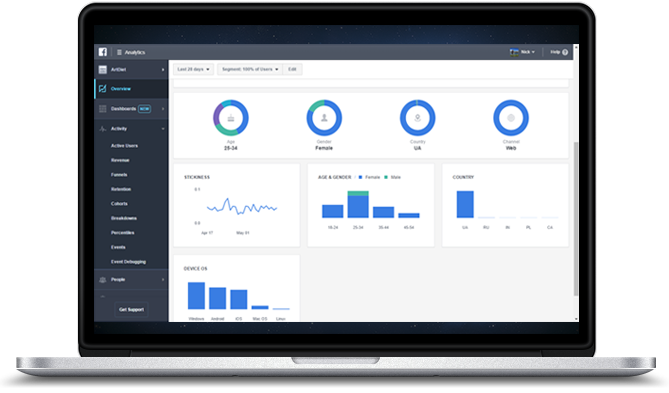 Analytics
Nick
Help
ArtDist
Last 28 days
Segment: 100% of Users
Edit
Overview
Dashboards NEW
Activity
Active Users
Revenue
Funnels
Retention
Cohorts
Breakdowns
Percentiles
Events
Event Debugging
People
Get Support
Age
25-34
Gender
Female
Country
UA
Channel
Web
STICKINESS
0.1
0.0
Apr 17
May 01
AGE & GENDER
Female
Male
18-24
25-34
35-44
45-54
COUNTRY
UA
RU
IN
PL
CA
DEVICE OS
Windows
Android
iOS
Mac OS
Linux